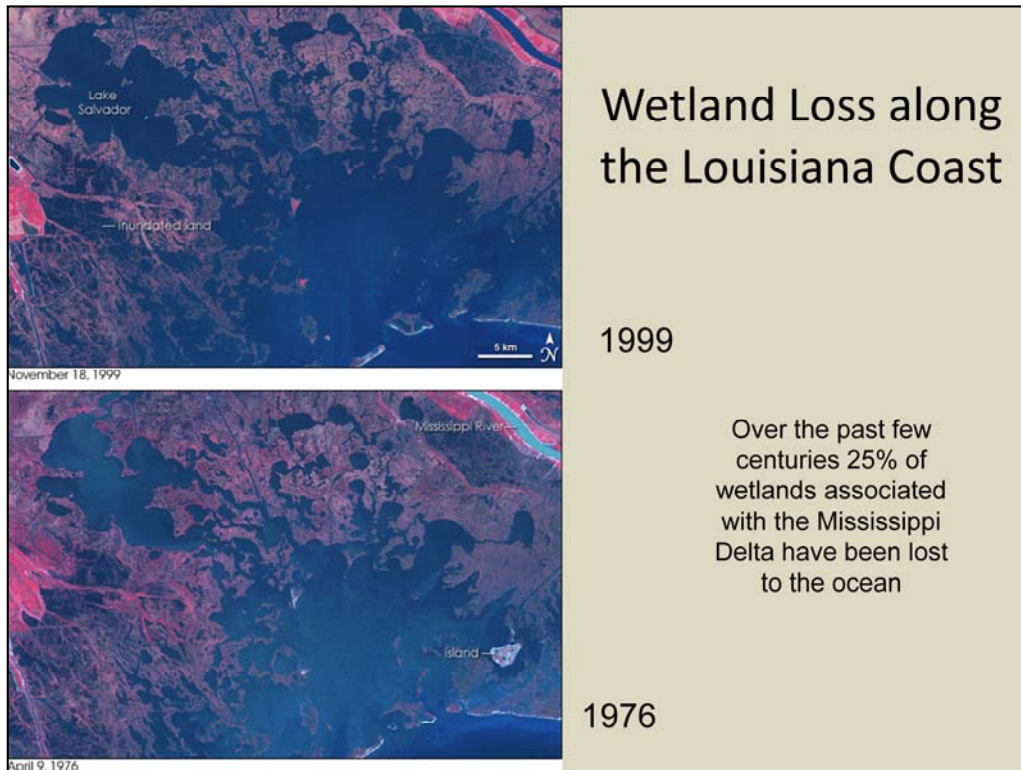 Wetland Loss along
the Louisiana Coast
Lake
Salvador
inundated land
5 km
N
November 18, 1999
1999
Mississippi River
Over the past few
centuries 25% of
wetlands associated
with the Mississippi
Delta have been lost
to the ocean
island
1976
April 9, 1976